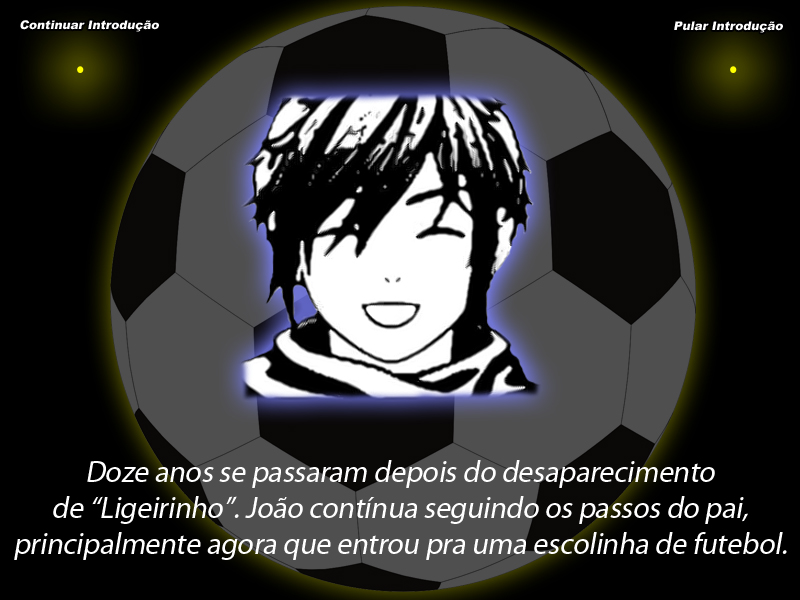 Continuar Introdução
Pular Introdução
Doze anos se passaram depois do desaparecimento
de “Ligeirinho”. João contínua seguindo os passos do pai,
principalmente agora que entrou pra uma escolinha de futebol.